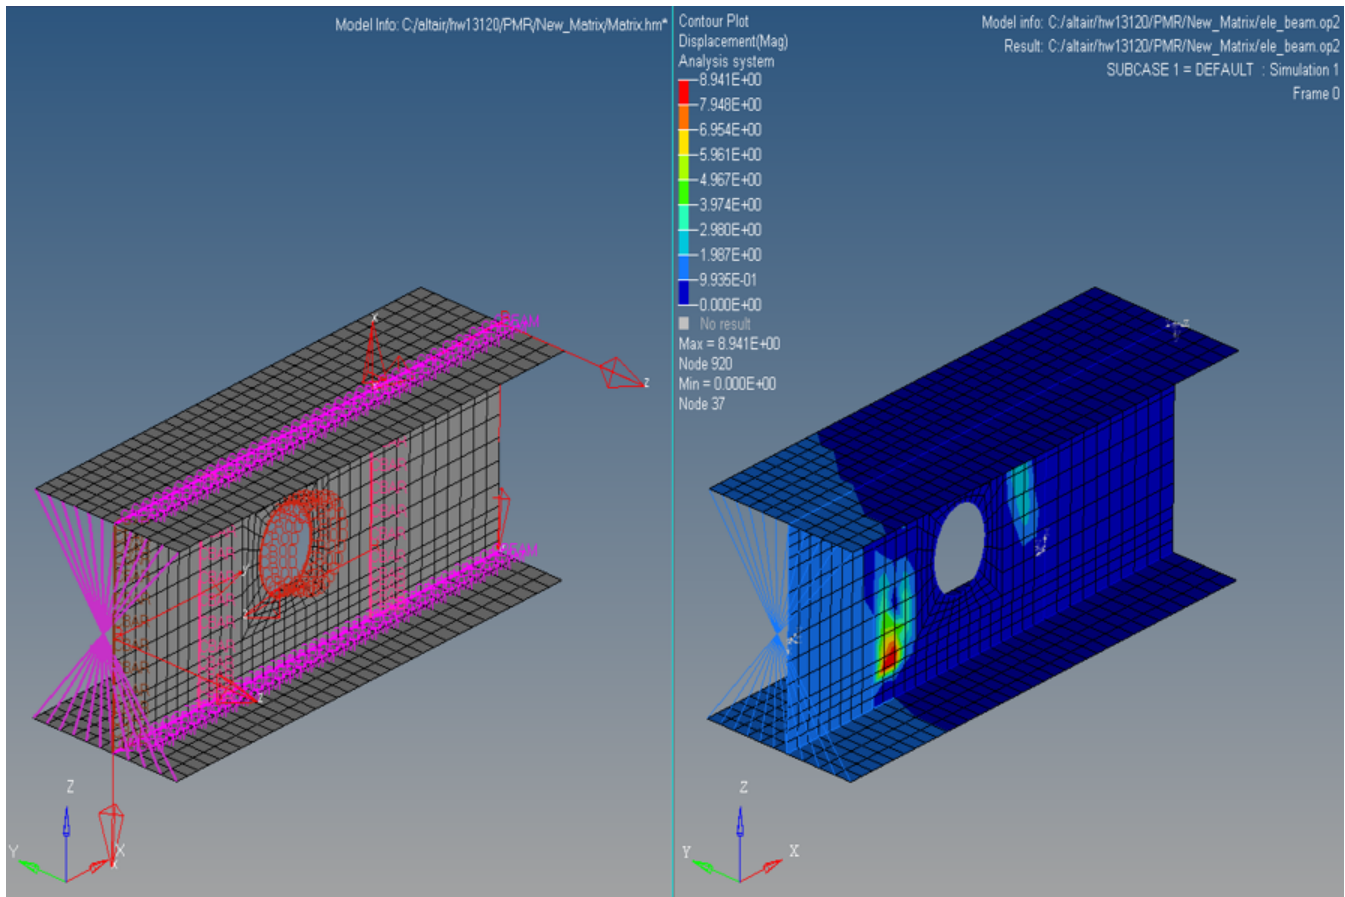 Model Info: C:/altair/hw13120/PMR/New_Matrix/Matrix.hm*
Contour Plot
Displacement(Mag)
Analysis system
8.941E+00
7.948E+00
6.954E+00
5.961E+00
4.967E+00
3.974E+00
2.980E+00
1.987E+00
9.935E-01
0.000E+00
No result
Max = 8.941E+00
Node 920
Min = 0.000E+00
Node 37
Model info: C:/altair/hw13120/PMR/New_Matrix/ele_beam.op2
Result: C:/altair/hw13120/PMR/New_Matrix/ele_beam.op2
SUBCASE 1 = DEFAULT : Simulation 1
Frame 0
x
z
z
Z
Y
X
Z
Y
X